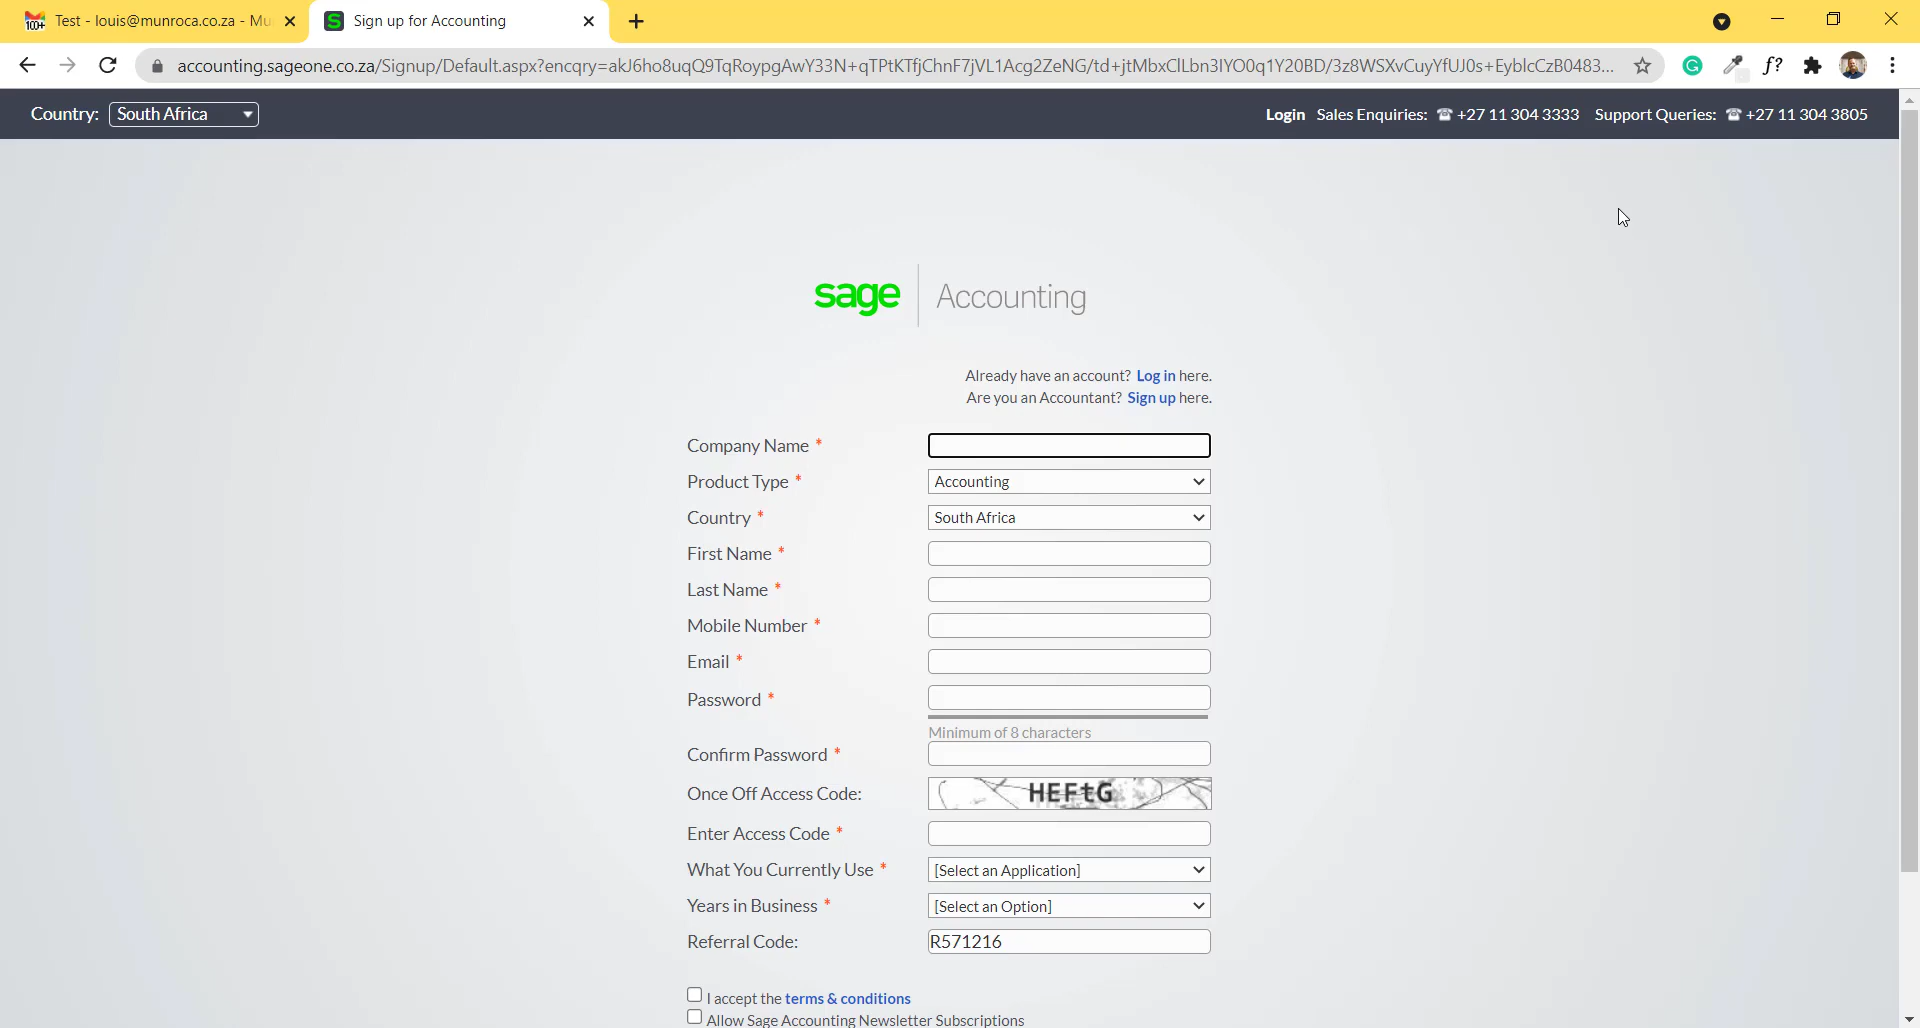 Test - louis@munroca.co.za - Mu
Sign up for Accounting
accounting.sageone.co.za/Signup/Default.aspx?encqry=akJ6ho8uqQ9TqRoypgAwY33N+qTPtKTfjChnF7jVL1Acg2ZeNG/td+jtMbxClLbn3IYO0q1Y20BD/3z8WSXvCuyYfUJ0s+EyblcCzB0483...
f?
Country: South Africa
Login Sales Enquiries: ☎ +27 11 304 3333 Support Queries: ☎ +27 11 304 3805
sage Accounting
Already have an account? Log in here.
Are you an Accountant? Sign up here.
Company Name *
Product Type * Accounting
Country * South Africa
First Name *
Last Name *
Mobile Number *
Email *
Password *
Minimum of 8 characters
Confirm Password *
Once Off Access Code: HEFtG
Enter Access Code *
What You Currently Use * [Select an Application]
Years in Business * [Select an Option]
Referral Code: R571216
I accept the terms & conditions
Allow Sage Accounting Newsletter Subscriptions